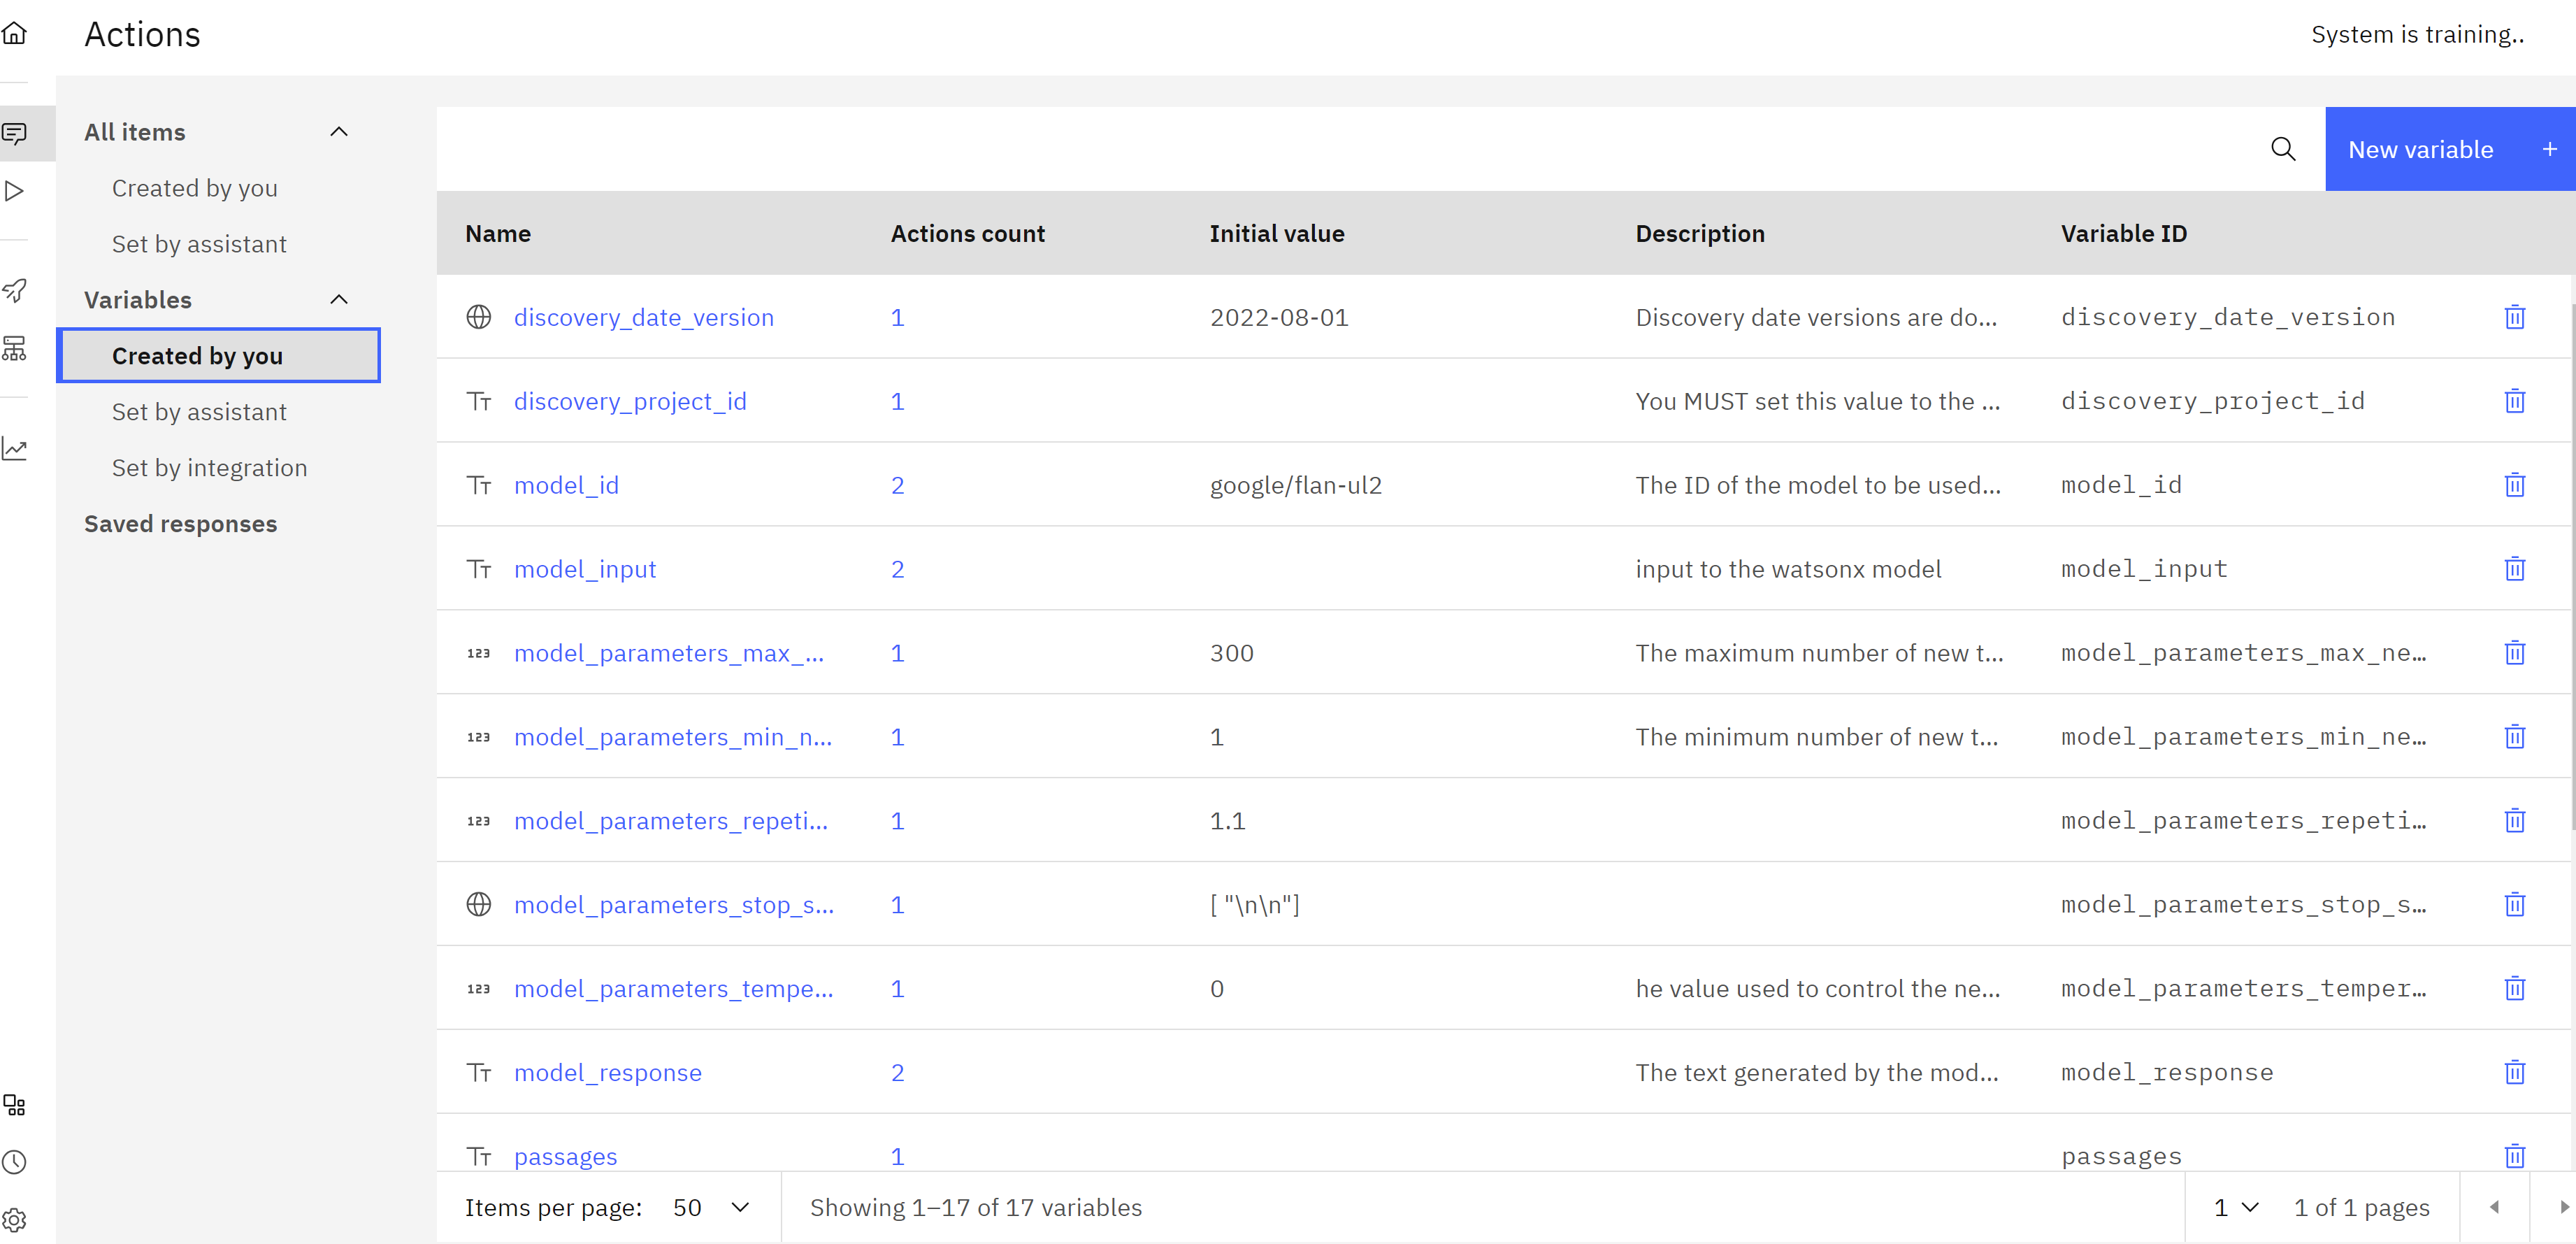 Actions
System is training..
All items
Created by you
Set by assistant
Variables
Created by you
Set by assistant
Set by integration
Saved responses
New variable +
Name Actions count Initial value Description Variable ID
discovery_date_version 1 2022-08-01 Discovery date versions are do... discovery_date_version
discovery_project_id 1 You MUST set this value to the ... discovery_project_id
model_id 2 google/flan-ul2 The ID of the model to be used... model_id
model_input 2 input to the watsonx model model_input
123 model_parameters_max_... 1 300 The maximum number of new t... model_parameters_max_ne...
123 model_parameters_min_n... 1 1 The minimum number of new t... model_parameters_min_ne...
123 model_parameters_repeti... 1 1.1 model_parameters_repeti...
model_parameters_stop_s... 1 [ "\n\n"] model_parameters_stop_s...
123 model_parameters_tempe... 1 0 he value used to control the ne... model_parameters_temper...
model_response 2 The text generated by the mod... model_response
passages 1 passages
Items per page: 50 Showing 1–17 of 17 variables 1 1 of 1 pages